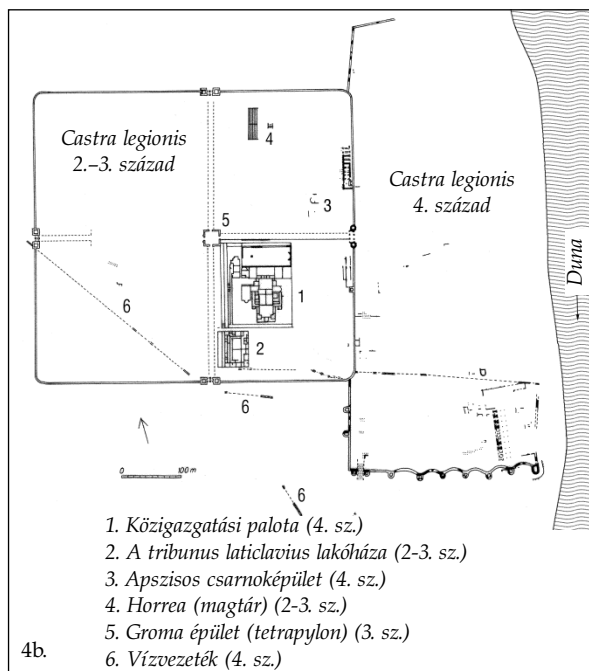 Castra legionis
2.–3. század
4
Castra legionis
4. század
3
5
Duna
6
1
2
6
0 100 m
6
1. Közigazgatási palota (4. sz.)
2. A tribunus laticlavius lakóháza (2-3. sz.)
3. Apszisos csarnoképület (4. sz.)
4. Horrea (magtár) (2-3. sz.)
5. Groma épület (tetrapylon) (3. sz.)
6. Vízvezeték (4. sz.)
4b.